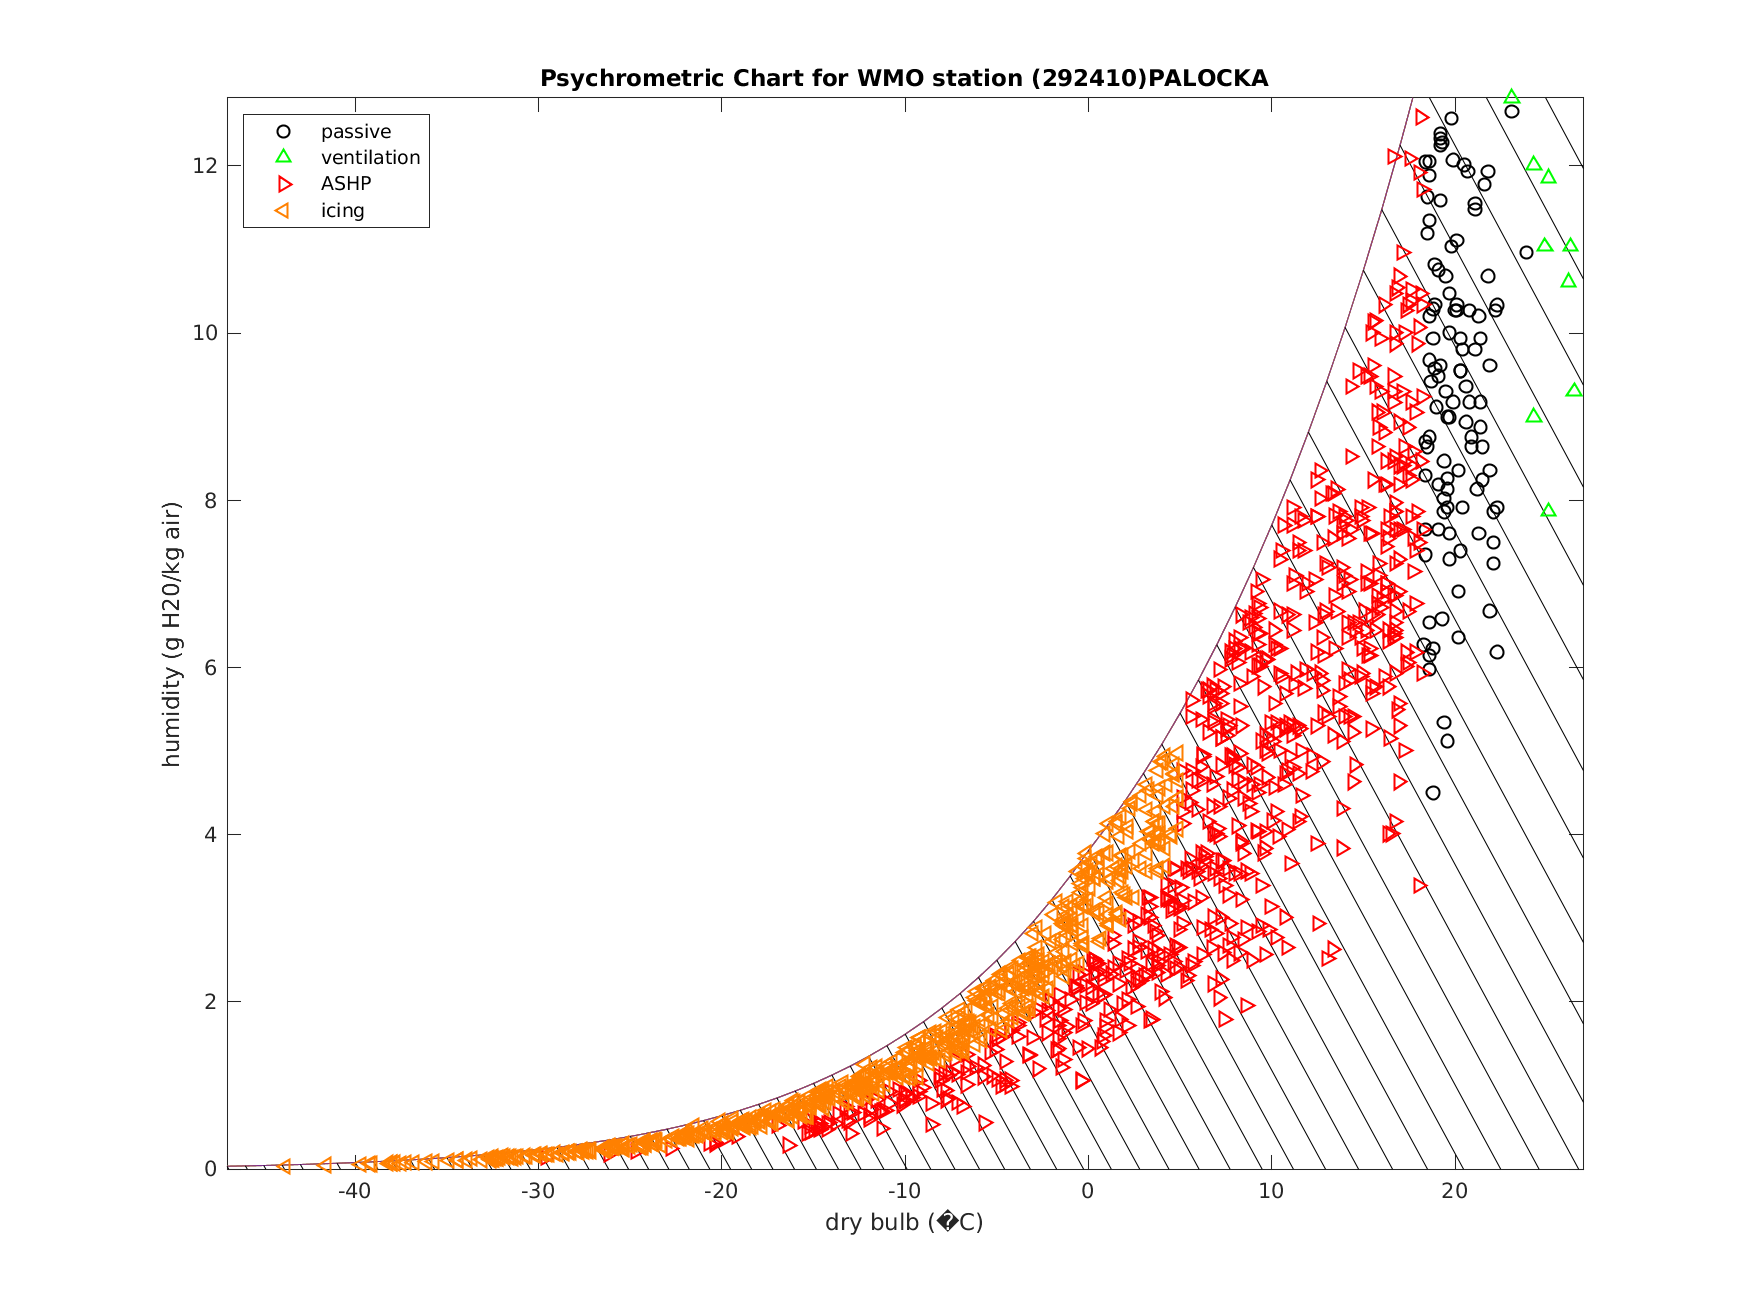 Psychrometric Chart for WMO station (292410)PALOCKA
passive
ventilation
ASHP
icing
humidity (g H20/kg air)
12
10
8
6
4
2
0
-40 -30 -20 -10 0 10 20
dry bulb (�C)